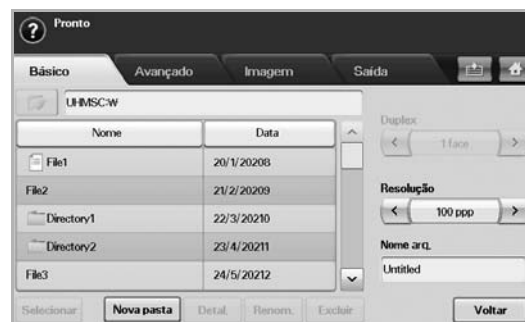 Pronto
Básico Avançado Imagem Saída
UHMSC:W
Nome Data
File1 20/1/20208
File2 21/2/20209
Directory1 22/3/20210
Directory2 23/4/20211
File3 24/5/20212
Duplex
1 face
Resolução
100 ppp
Nome arq.
Untitled
Selecionar Nova pasta Detal. Renom. Excluir Voltar